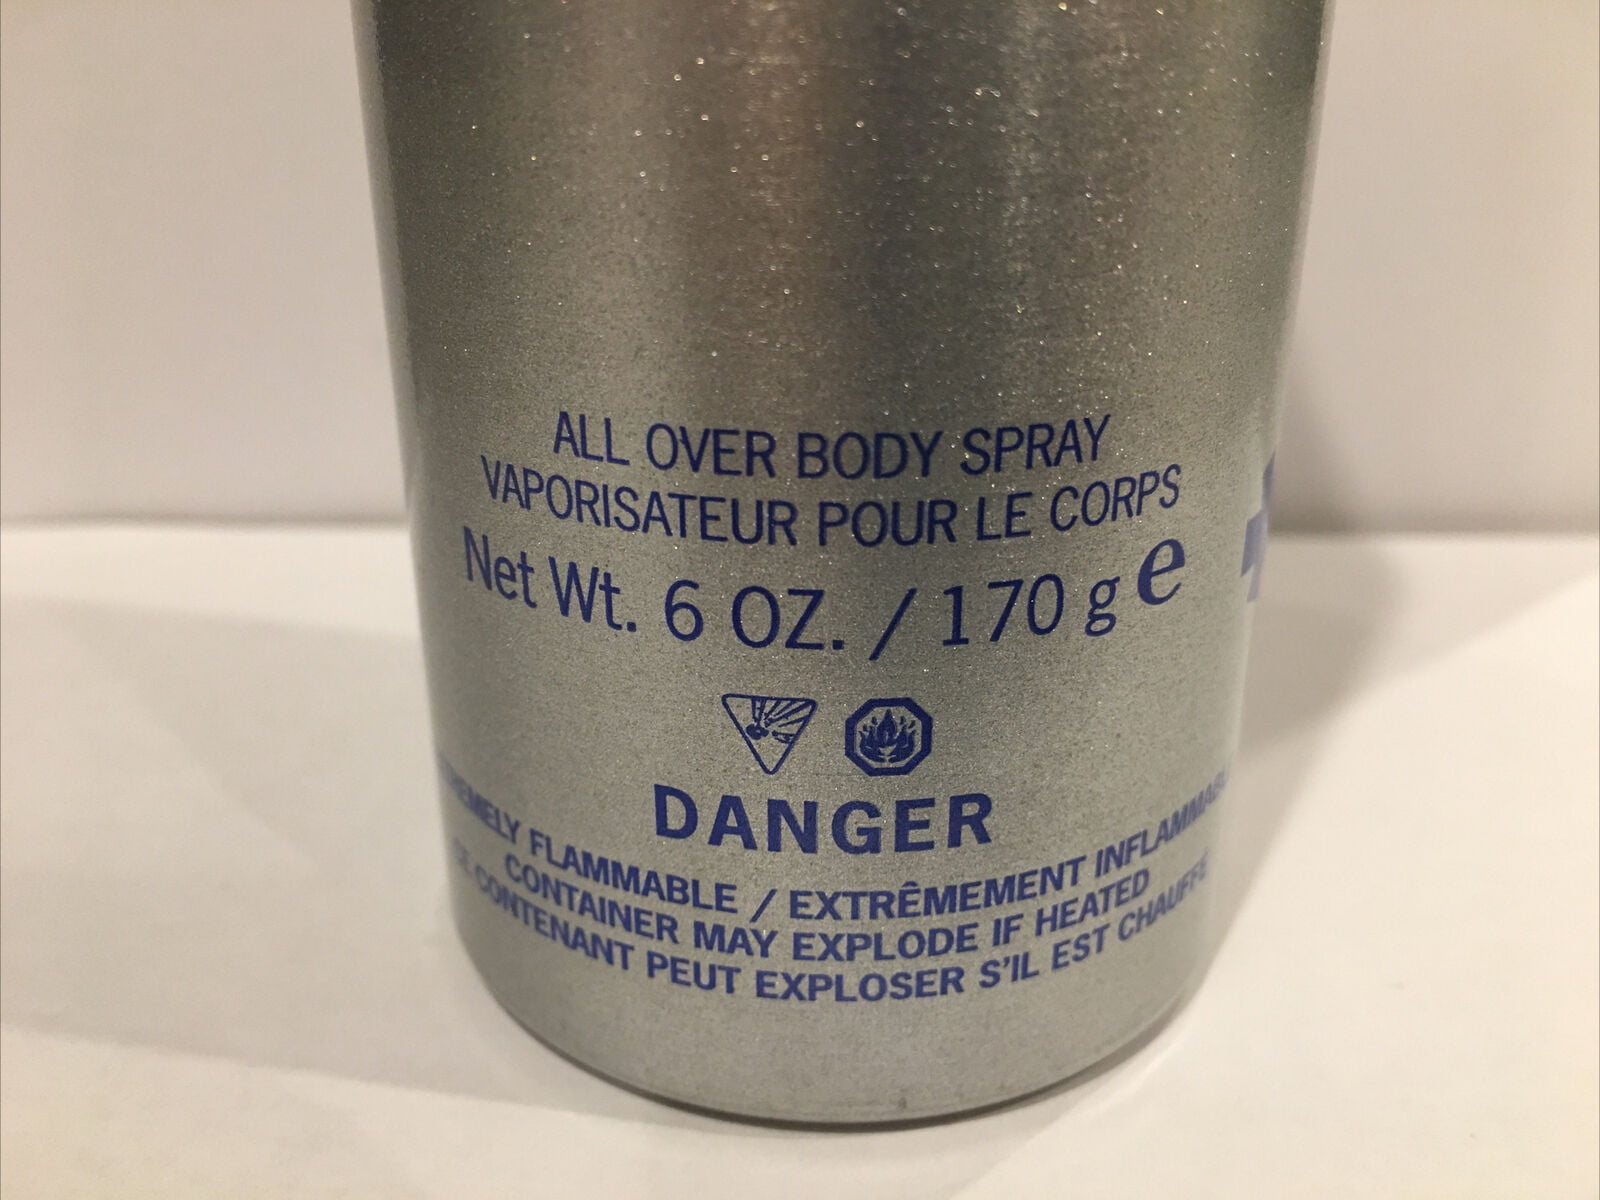 ALL OVER BODY SPRAY
VAPORISATEUR POUR LE CORPS
Net Wt. 6 OZ. / 170 g e
DANGER
FLAMMABLE / EXTRÊMEMENT
CONTAINER MAY EXPLODE IF HEATED
CONTENANT PEUT EXPLOSER S'IL EST CHAUFFÉ